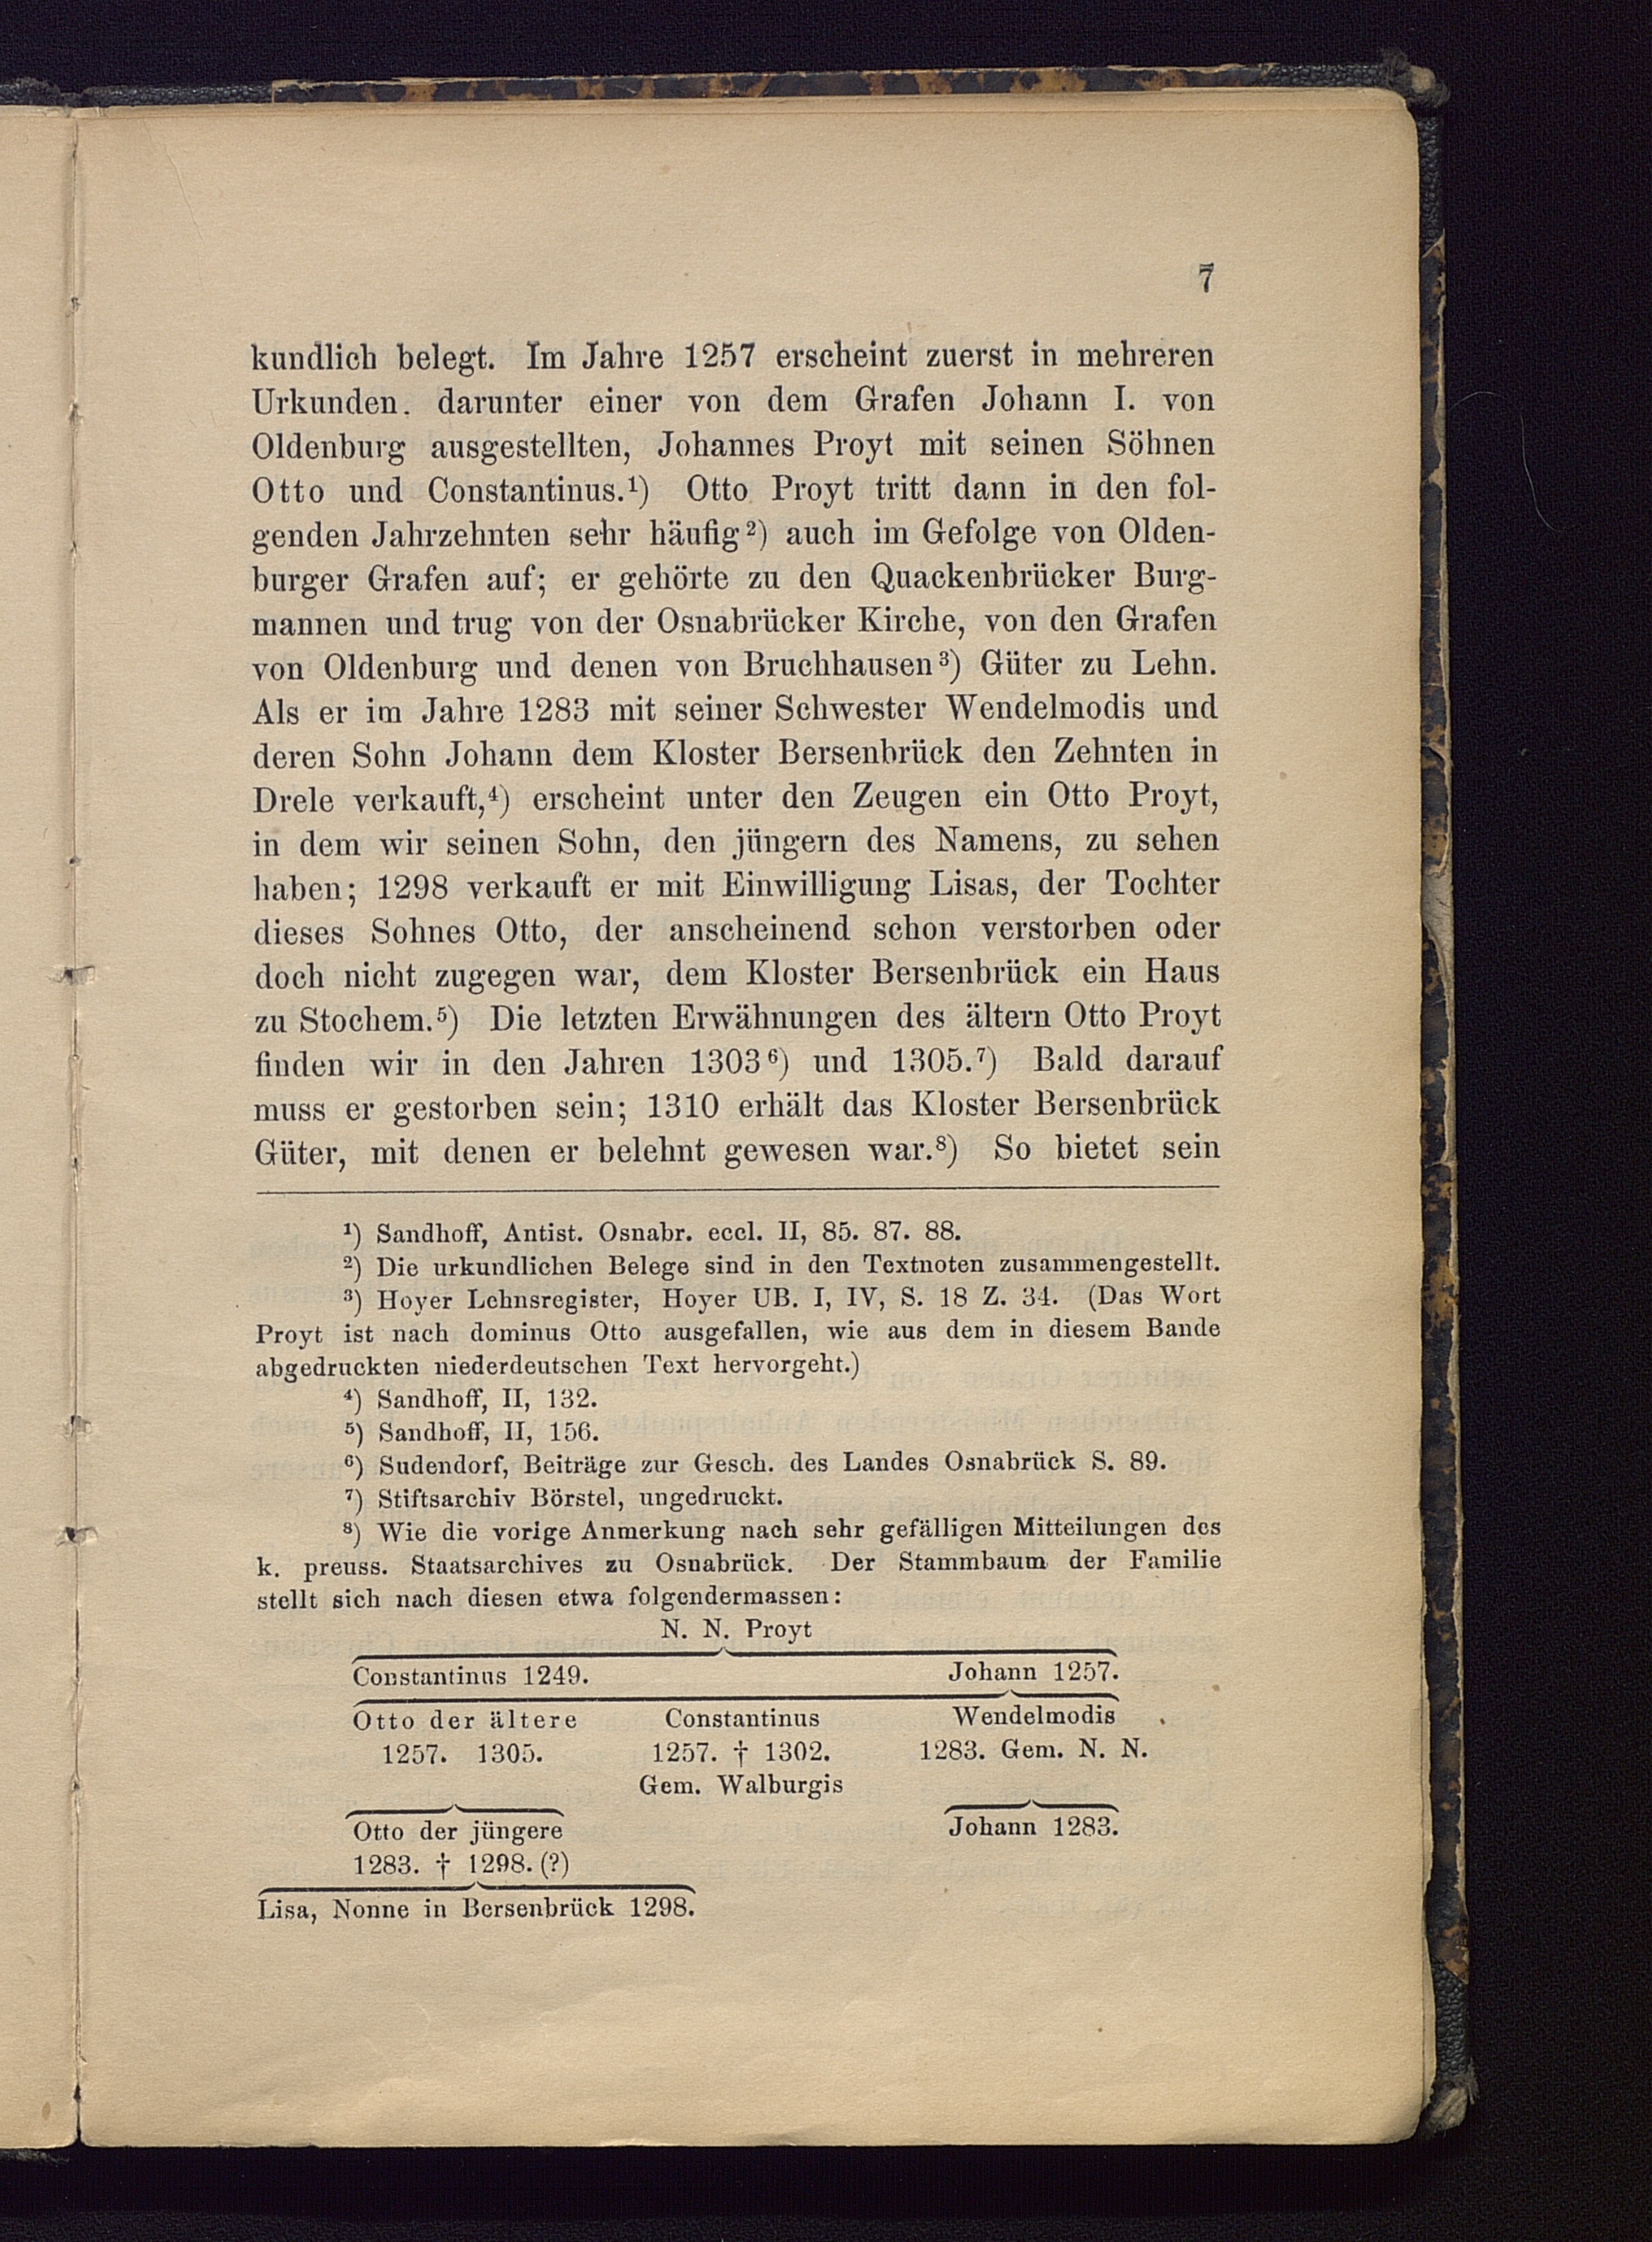 7
kundlich belegt. Im Jahre 1257 erscheint zuerst in mehreren
Urkunden. darunter einer von dem Grafen Johann I. von
Oldenburg ausgestellten, Johannes Proyt mit seinen Söhnen
Otto und Constantinus.¹) Otto Proyt tritt dann in den fol-
genden Jahrzehnten sehr häufig²) auch im Gefolge von Olden-
burger Grafen auf; er gehörte zu den Quackenbrücker Burg-
mannen und trug von der Osnabrücker Kirche, von den Grafen
von Oldenburg und denen von Bruchhausen³) Güter zu Lehn.
Als er im Jahre 1283 mit seiner Schwester Wendelmodis und
deren Sohn Johann dem Kloster Bersenbrück den Zehnten in
Drele verkauft,⁴) erscheint unter den Zeugen ein Otto Proyt,
in dem wir seinen Sohn, den jüngern des Namens, zu sehen
haben; 1298 verkauft er mit Einwilligung Lisas, der Tochter
dieses Sohnes Otto, der anscheinend schon verstorben oder
doch nicht zugegen war, dem Kloster Bersenbrück ein Haus
zu Stochem.⁵) Die letzten Erwähnungen des ältern Otto Proyt
finden wir in den Jahren 1303⁶) und 1305.⁷) Bald darauf
muss er gestorben sein; 1310 erhält das Kloster Bersenbrück
Güter, mit denen er belehnt gewesen war.⁸) So bietet sein
¹) Sandhoff, Antist. Osnabr. eccl. II, 85. 87. 88.
²) Die urkundlichen Belege sind in den Textnoten zusammengestellt.
³) Hoyer Lehnsregister, Hoyer UB. I, IV, S. 18 Z. 34. (Das Wort
Proyt ist nach dominus Otto ausgefallen, wie aus dem in diesem Bande
abgedruckten niederdeutschen Text hervorgeht.)
⁴) Sandhoff, II, 132.
⁵) Sandhoff, II, 156.
⁶) Sudendorf, Beiträge zur Gesch. des Landes Osnabrück S. 89.
⁷) Stiftsarchiv Börstel, ungedruckt.
⁸) Wie die vorige Anmerkung nach sehr gefälligen Mitteilungen des
k. preuss. Staatsarchives zu Osnabrück. Der Stammbaum der Familie
stellt sich nach diesen etwa folgendermassen:
N. N. Proyt
Constantinus 1249. Johann 1257.
Otto der ältere Constantinus Wendelmodis
1257. 1305. 1257. † 1302. 1283. Gem. N. N.
Gem. Walburgis
Otto der jüngere Johann 1283.
1283. † 1298. (?)
Lisa, Nonne in Bersenbrück 1298.